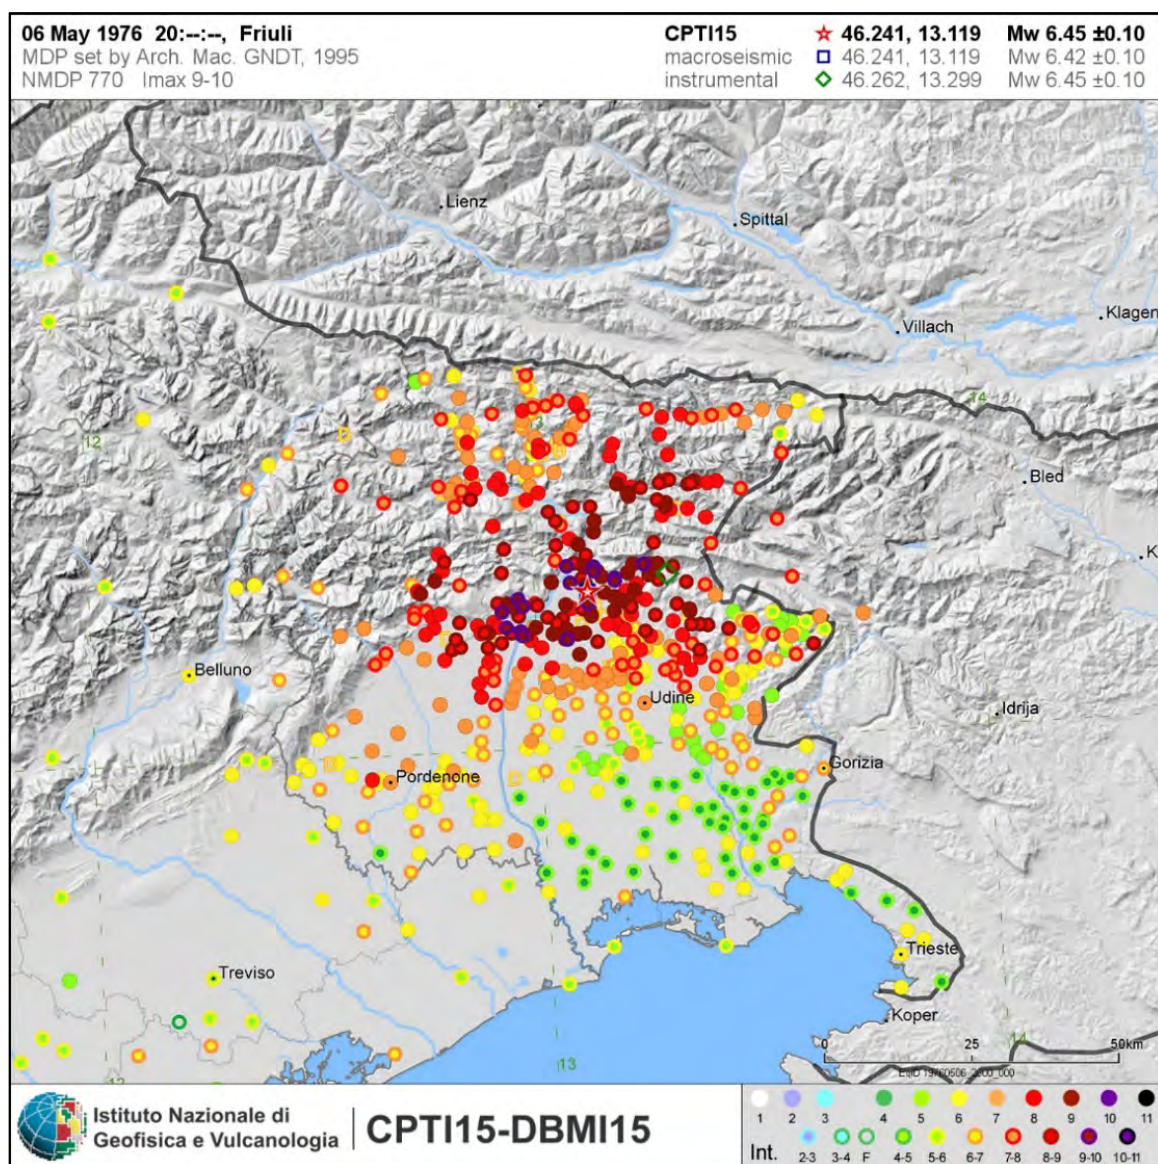 06 May 1976 20:--:--, Friuli
MDP set by Arch. Mac. GNDT, 1995
NMDP 770 Imax 9-10
CPTI15 46.241, 13.119 Mw 6.45 ±0.10
macroseismic 46.241, 13.119 Mw 6.42 ±0.10
instrumental 46.262, 13.299 Mw 6.45 ±0.10
Lienz
Spittal
Villach
Klagen
14
12
13
D
Bled
K
Belluno
Udine
Idrija
Gorizia
D
Pordenone
D
Trieste
Treviso
Koper
14
0 25 50km
13
12
Istituto Nazionale di
Geofisica e Vulcanologia
CPTI15-DBMI15
1 2 3 4 5 6 7 8 9 10 11
Int. 2-3 3-4 F 4-5 5-6 6-7 7-8 8-9 9-10 10-11